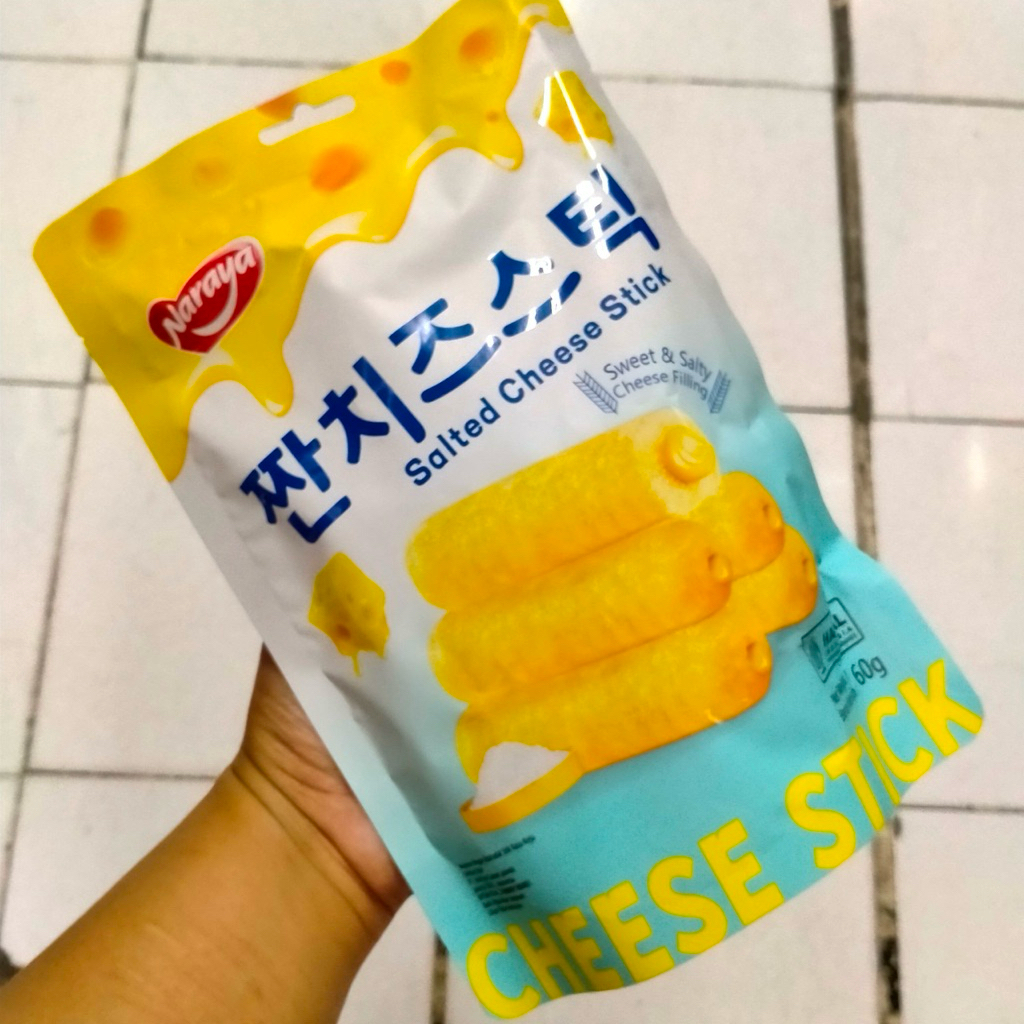 Naraya
짠치즈스틱
Salted Cheese Stick
Sweet & Salty
Cheese Filling
60g
CHEESE STICK